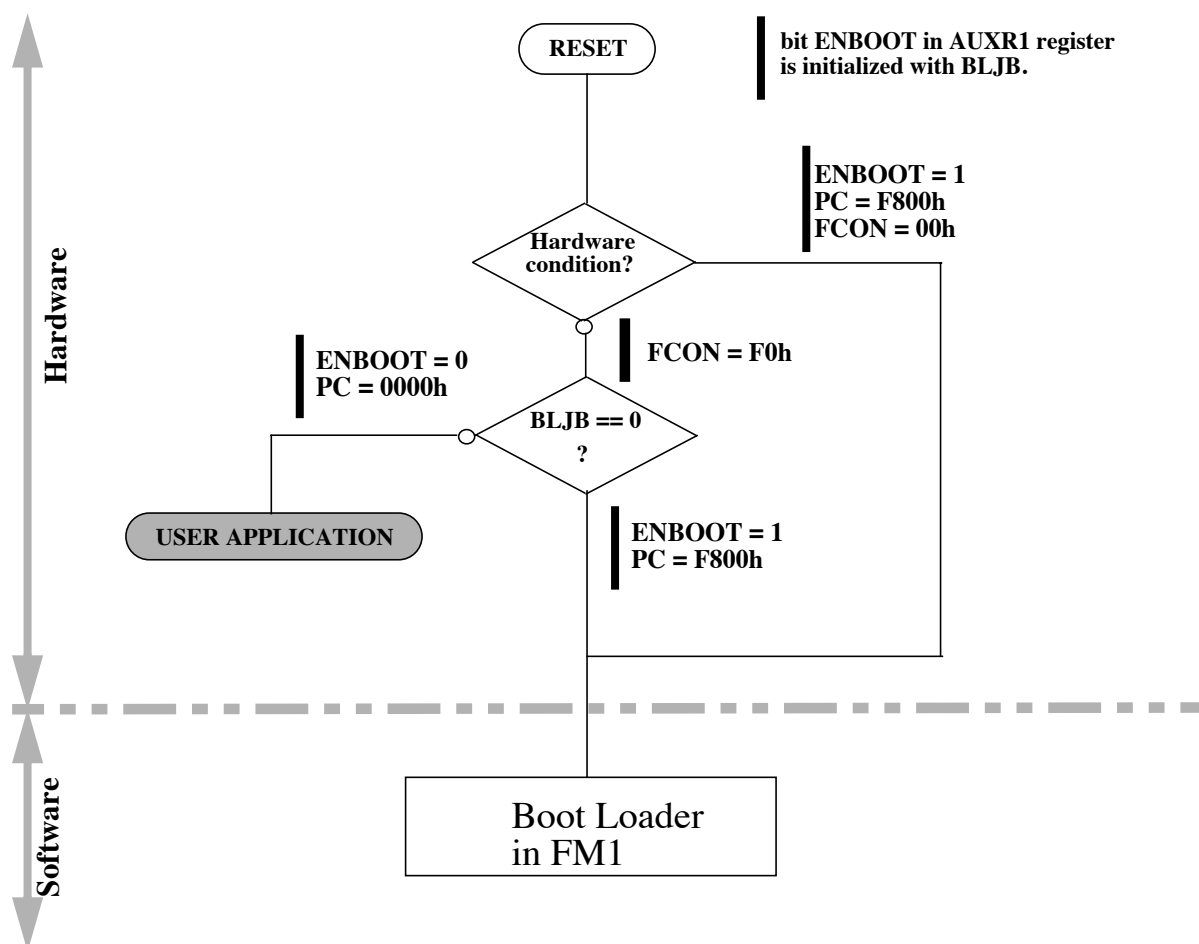 RESET
bit ENBOOT in AUXR1 register
is initialized with BLJB.
ENBOOT = 1
PC = F800h
FCON = 00h
Hardware
condition?
Hardware
FCON = F0h
ENBOOT = 0
PC = 0000h
BLJB == 0
?
USER APPLICATION
ENBOOT = 1
PC = F800h
Software
Boot Loader
in FM1